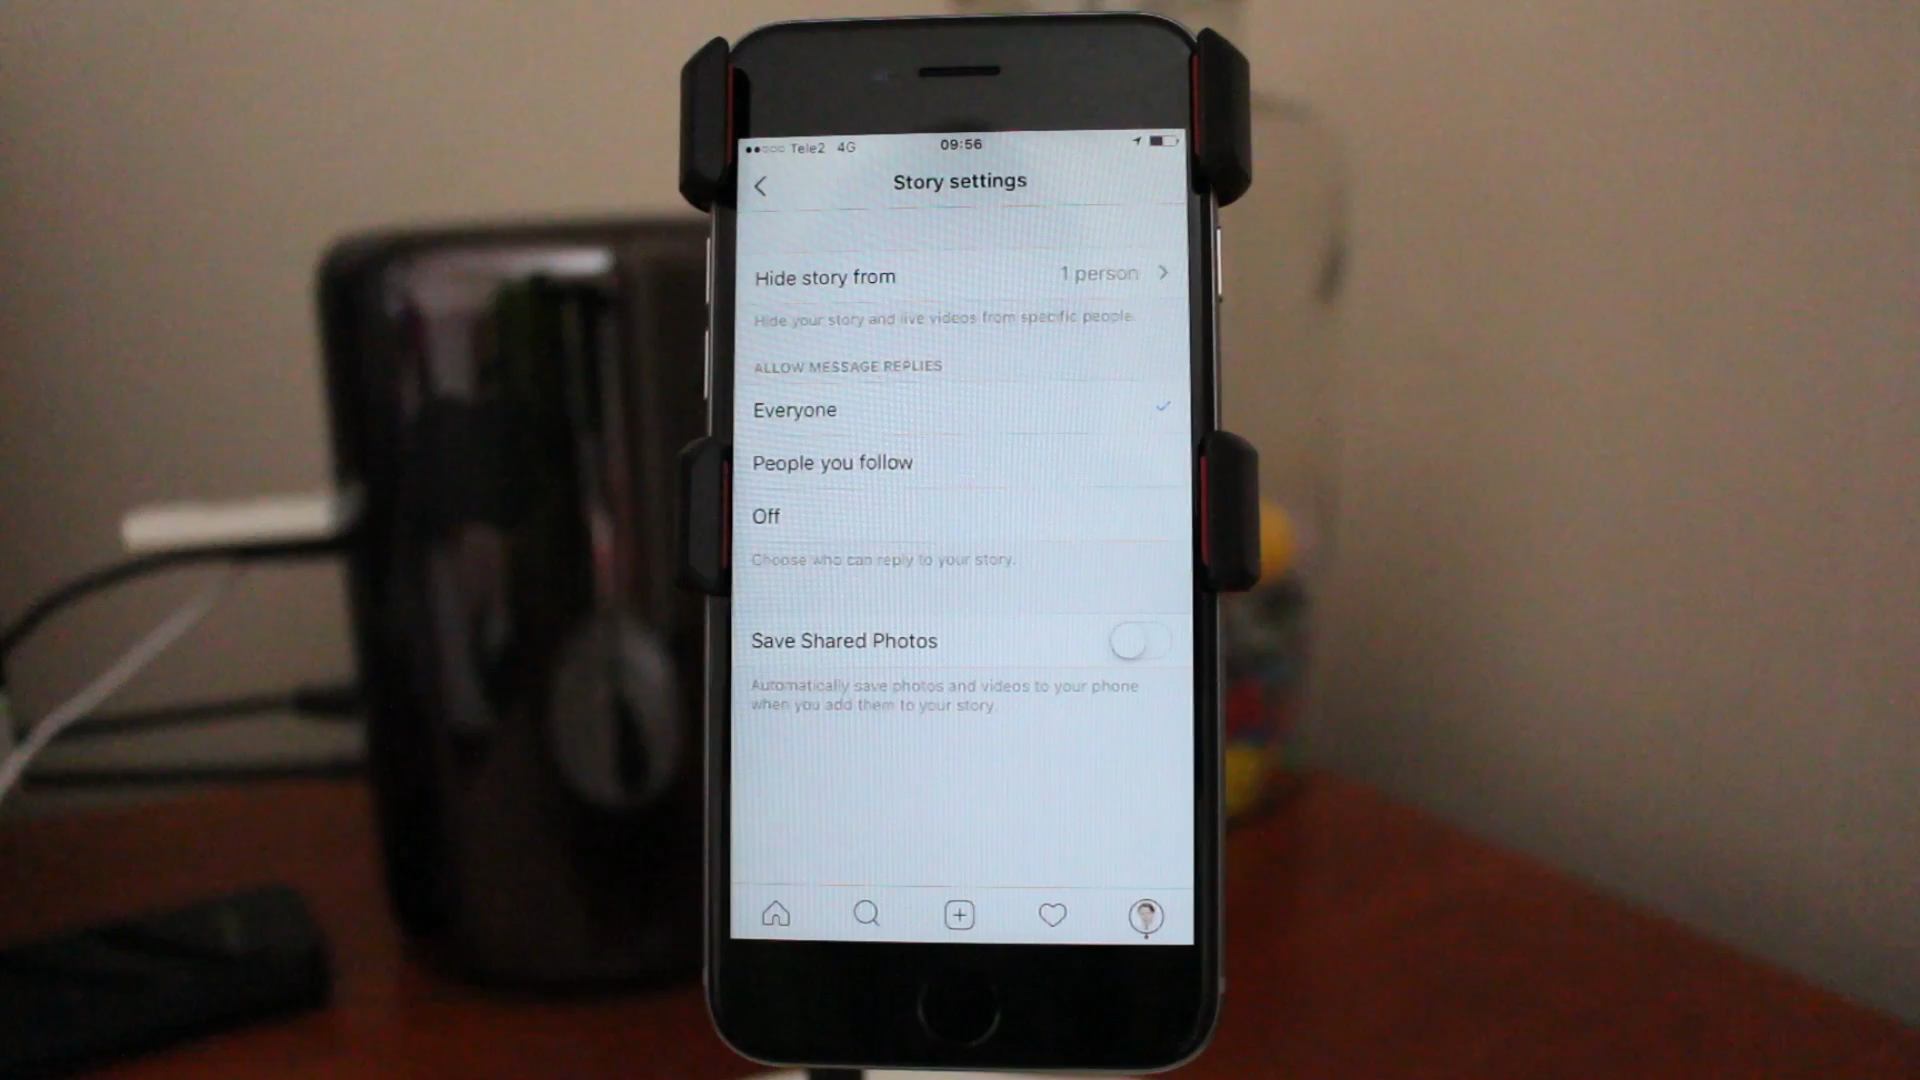 Tele2 4G 09:56
Story settings
Hide story from 1 person
Hide your story and live videos from specific people.
ALLOW MESSAGE REPLIES
Everyone
People you follow
Off
Choose who can reply to your story.
Save Shared Photos
Automatically save photos and videos to your phone
when you add them to your story.